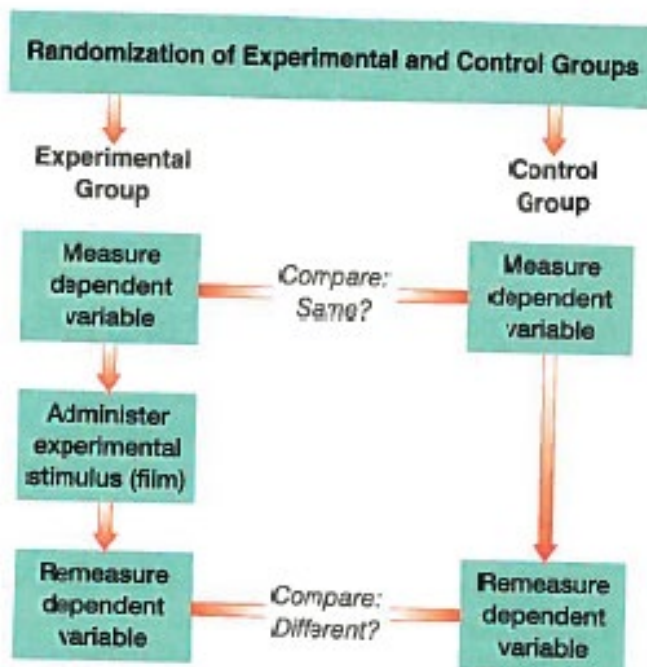 Randomization of Experimental and Control Groups
Experimental
Group
Control
Group
Measure
dependent
variable
Compare:
Same?
Measure
dependent
variable
Administer
experimental
stimulus (film)
Remeasure
dependent
variable
Compare:
Different?
Remeasure
dependent
variable